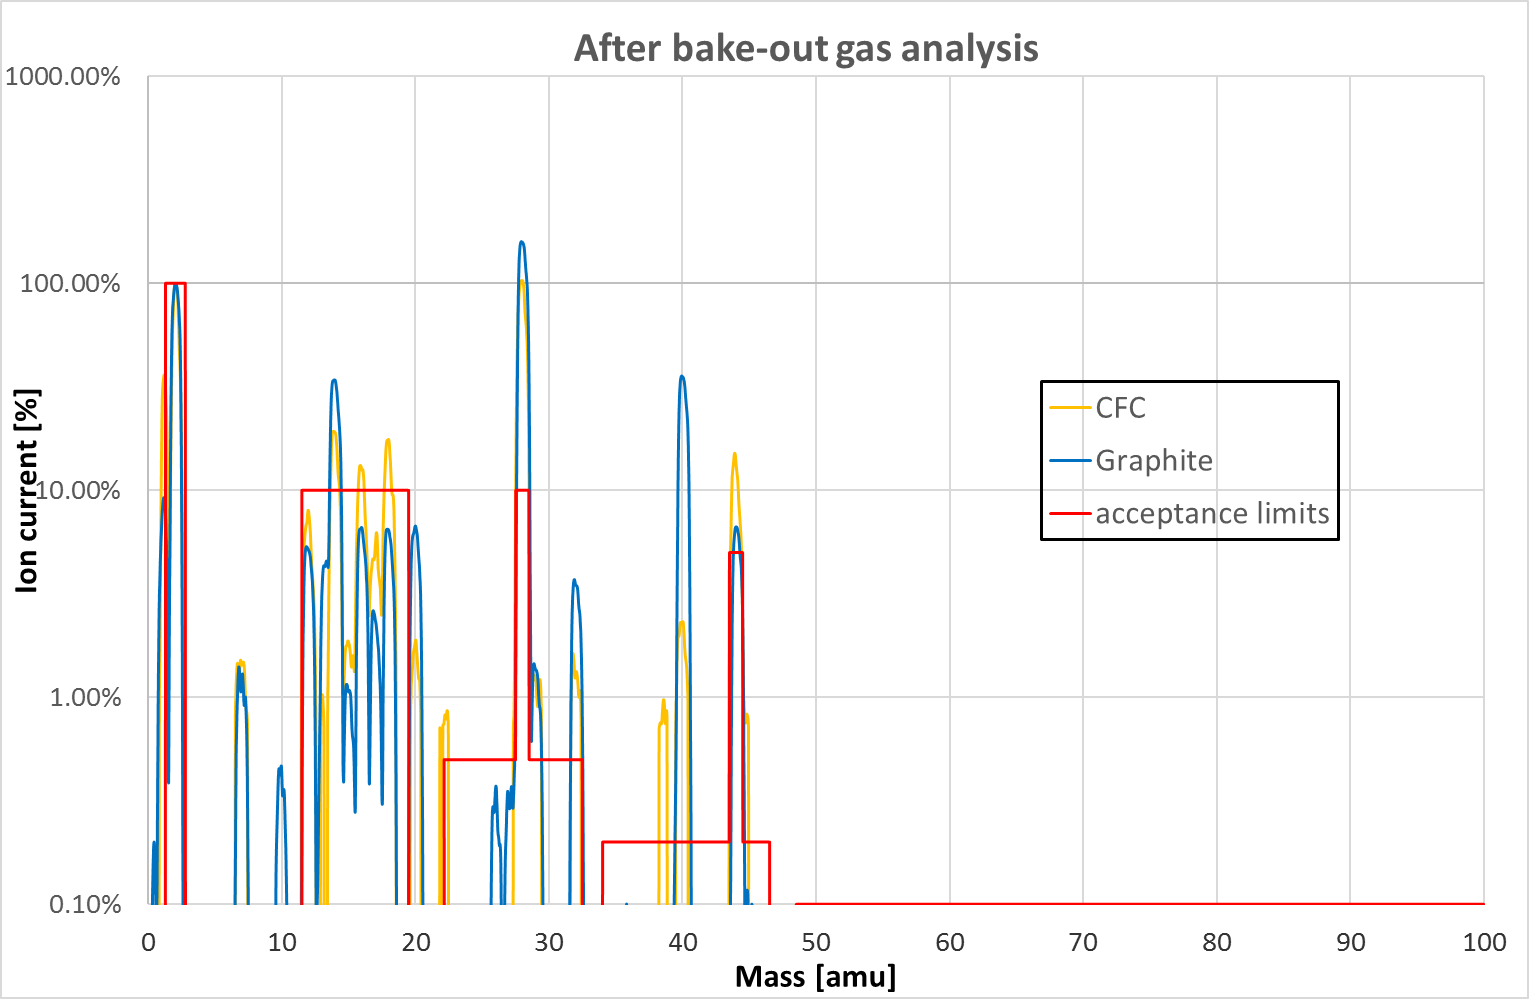 After bake-out gas analysis
1000.00%
100.00%
10.00%
1.00%
0.10%
Ion current [%]
CFC
Graphite
acceptance limits
0 10 20 30 40 50 60 70 80 90 100
Mass [amu]